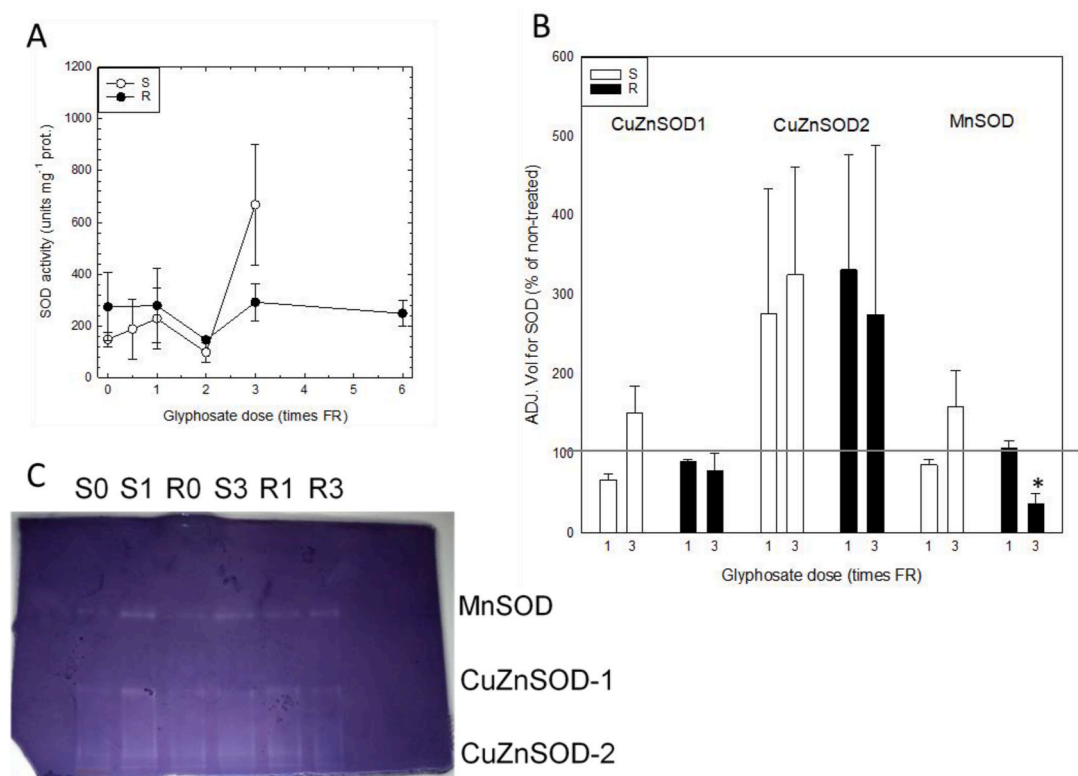 A
1200
1000
800
600
400
200
0
S
R
SOD activity (units mg⁻¹ prot.)
0 1 2 3 4 5 6
Glyphosate dose (times FR)
B
600
500
400
300
200
100
0
S
R
CuZnSOD1 CuZnSOD2 MnSOD
ADJ. Vol for SOD (% of non-treated)
*
1 3 1 3 1 3 1 3 1 3 1 3
Glyphosate dose (times FR)
C
S0 S1 R0 S3 R1 R3
MnSOD
CuZnSOD-1
CuZnSOD-2